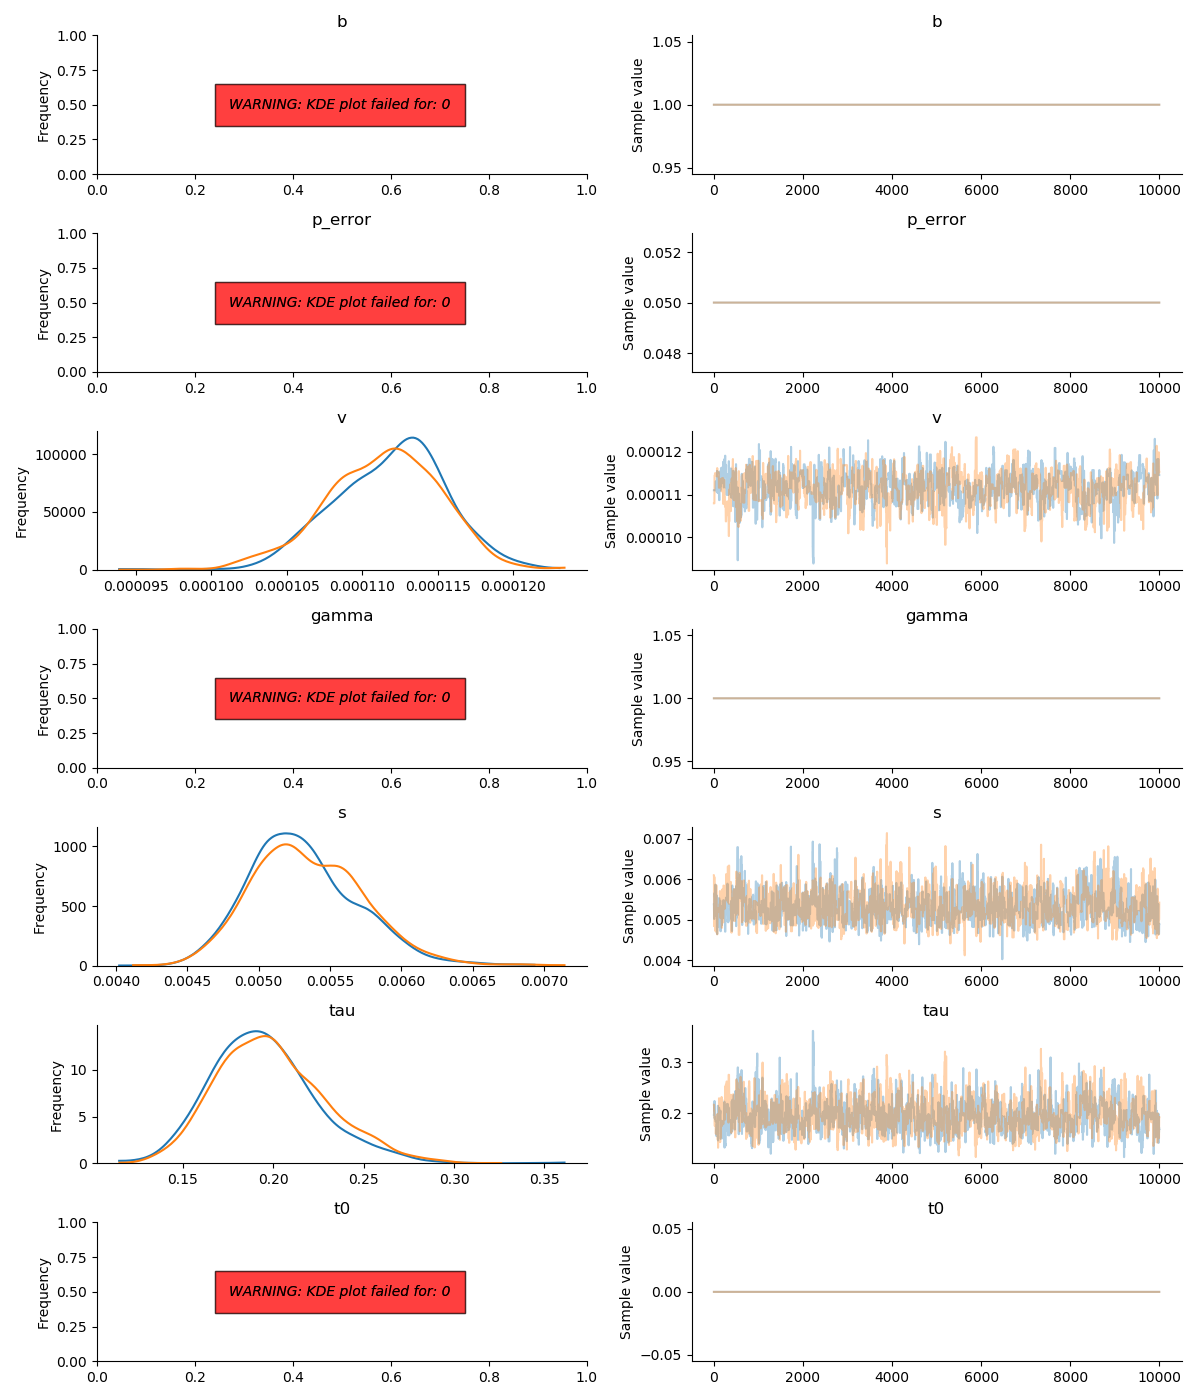 b
1.00
0.75
0.50
0.25
0.00
Frequency
WARNING: KDE plot failed for: 0
0.0 0.2 0.4 0.6 0.8 1.0
b
1.05
1.00
0.95
Sample value
0 2000 4000 6000 8000 10000
p_error
1.00
0.75
0.50
0.25
0.00
Frequency
WARNING: KDE plot failed for: 0
0.0 0.2 0.4 0.6 0.8 1.0
p_error
0.052
0.050
0.048
Sample value
0 2000 4000 6000 8000 10000
v
100000
50000
0
Frequency
0.000095 0.000100 0.000105 0.000110 0.000115 0.000120
v
0.00012
0.00011
0.00010
Sample value
0 2000 4000 6000 8000 10000
gamma
1.00
0.75
0.50
0.25
0.00
Frequency
WARNING: KDE plot failed for: 0
0.0 0.2 0.4 0.6 0.8 1.0
gamma
1.05
1.00
0.95
Sample value
0 2000 4000 6000 8000 10000
s
1000
500
0
Frequency
0.0040 0.0045 0.0050 0.0055 0.0060 0.0065 0.0070
s
0.007
0.006
0.005
0.004
Sample value
0 2000 4000 6000 8000 10000
tau
10
5
0
Frequency
0.15 0.20 0.25 0.30 0.35
tau
0.3
0.2
Sample value
0 2000 4000 6000 8000 10000
t0
1.00
0.75
0.50
0.25
0.00
Frequency
WARNING: KDE plot failed for: 0
0.0 0.2 0.4 0.6 0.8 1.0
t0
0.05
0.00
−0.05
Sample value
0 2000 4000 6000 8000 10000